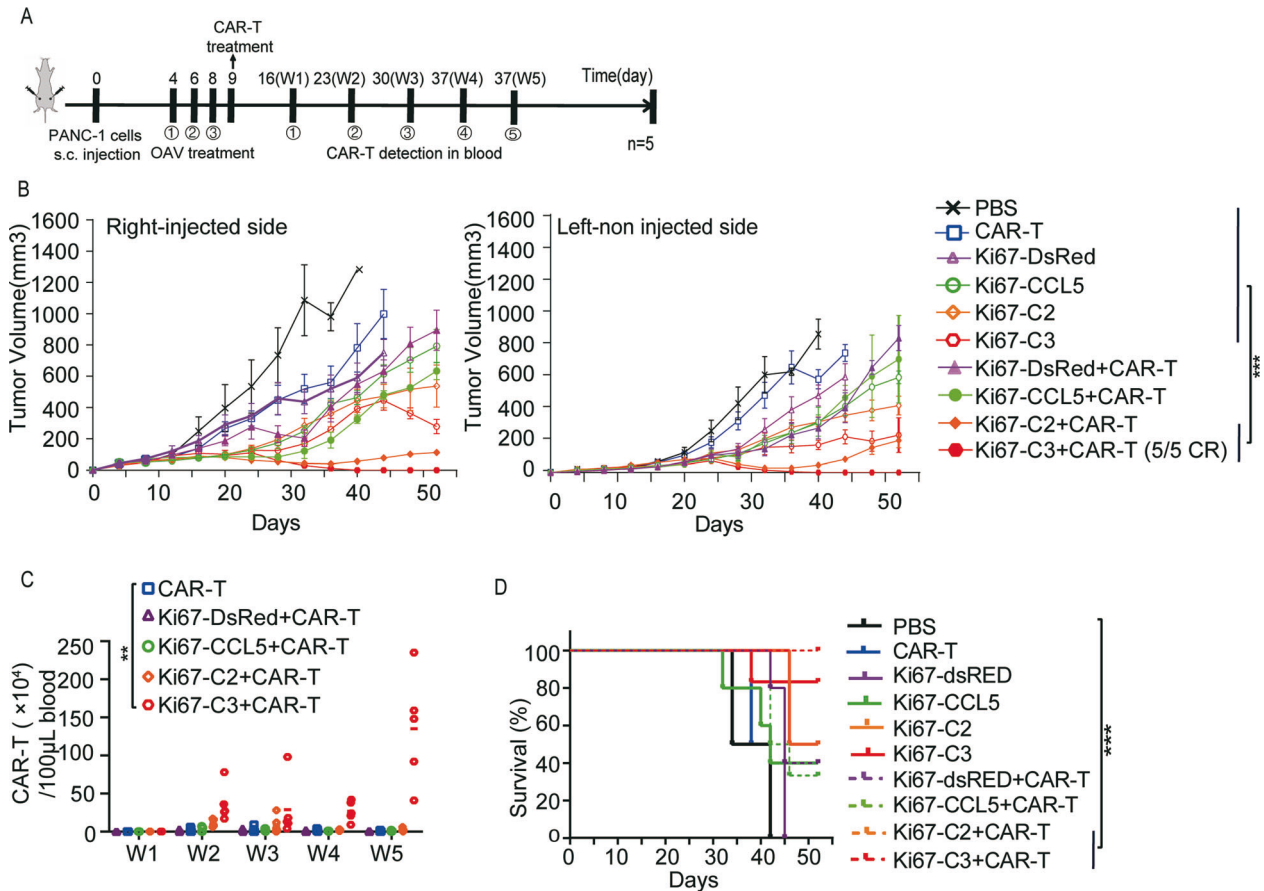 A
CAR-T
treatment
0 4 6 8 9 16(W1) 23(W2) 30(W3) 37(W4) 37(W5) Time(day)
PANC-1 cells ① ② ③ ① ② ③ ④ ⑤
s.c. injection OAV treatment CAR-T detection in blood n=5
B
Right-injected side
Tumor Volume(mm3)
1600
1400
1200
1000
800
600
400
200
0
0 10 20 30 40 50
Days
Left-non injected side
Tumor Volume(mm3)
1600
1400
1200
1000
800
600
400
200
0
0 10 20 30 40 50
Days
PBS
CAR-T
Ki67-DsRed
Ki67-CCL5
Ki67-C2
Ki67-C3
Ki67-DsRed+CAR-T
Ki67-CCL5+CAR-T
Ki67-C2+CAR-T
Ki67-C3+CAR-T (5/5 CR)
***
C
CAR-T
Ki67-DsRed+CAR-T
Ki67-CCL5+CAR-T
Ki67-C2+CAR-T
Ki67-C3+CAR-T
**
CAR-T ( ×10⁴)
/100μL blood
250
200
150
100
50
0
W1 W2 W3 W4 W5
D
Survival (%)
100
80
60
40
20
0
0 10 20 30 40 50
Days
PBS
CAR-T
Ki67-dsRED
Ki67-CCL5
Ki67-C2
Ki67-C3
Ki67-dsRED+CAR-T
Ki67-CCL5+CAR-T
Ki67-C2+CAR-T
Ki67-C3+CAR-T
***